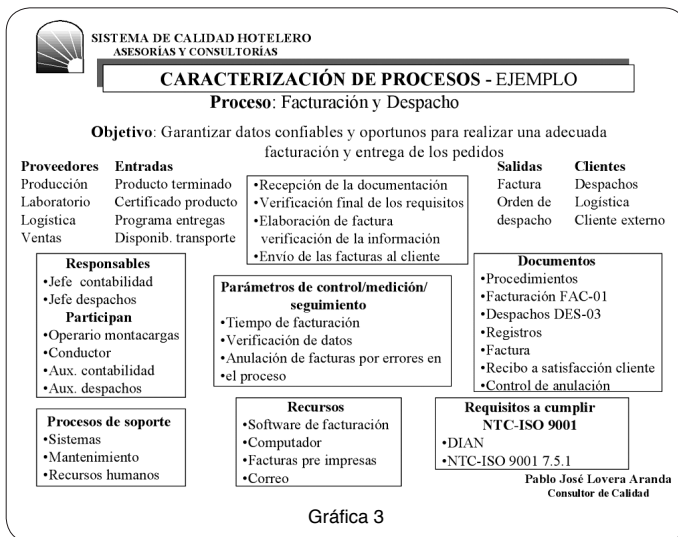 SISTEMA DE CALIDAD HOTELERO
ASESORÍAS Y CONSULTORÍAS
CARACTERIZACIÓN DE PROCESOS - EJEMPLO
Proceso: Facturación y Despacho
Objetivo: Garantizar datos confiables y oportunos para realizar una adecuada
facturación y entrega de los pedidos
Proveedores Entradas
Producción Producto terminado
Laboratorio Certificado producto
Logística Programa entregas
Ventas Disponib. transporte
•Recepción de la documentación
•Verificación final de los requisitos
•Elaboración de factura
verificación de la información
•Envío de las facturas al cliente
Salidas Clientes
Factura Despachos
Orden de Logística
despacho Cliente externo
Responsables
•Jefe contabilidad
•Jefe despachos
Participan
•Operario montacargas
•Conductor
•Aux. contabilidad
•Aux. despachos
Parámetros de control/medición/
seguimiento
•Tiempo de facturación
•Verificación de datos
•Anulación de facturas por errores en
•el proceso
Documentos
•Procedimientos
•Facturación FAC-01
•Despachos DES-03
•Registros
•Factura
•Recibo a satisfacción cliente
•Control de anulación
Procesos de soporte
•Sistemas
•Mantenimiento
•Recursos humanos
Recursos
•Software de facturación
•Computador
•Facturas pre impresas
•Correo
Requisitos a cumplir
NTC-ISO 9001
•DIAN
•NTC-ISO 9001 7.5.1
Pablo José Lovera Aranda
Consultor de Calidad
Gráfica 3